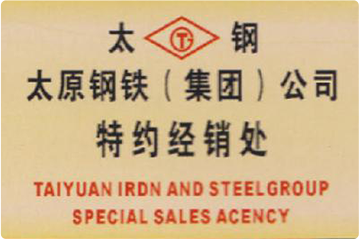 太 钢
太原钢铁（集团）公司
特约经销处
TAIYUAN IRDN AND STEELGROUP
SPECIAL SALES ACENCY